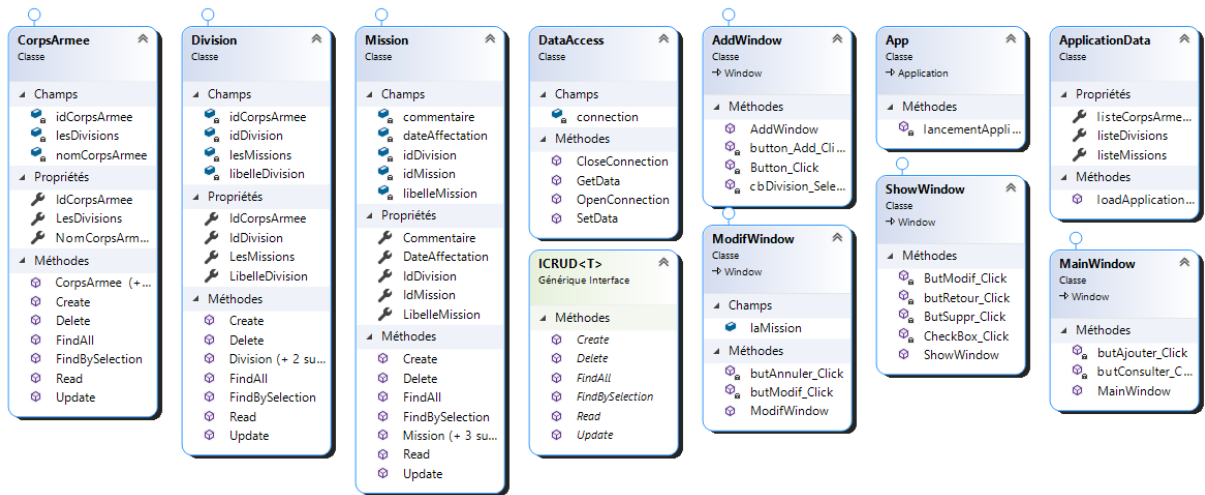 CorpsArmee
Classe
Champs
idCorpsArmee
lesDivisions
nomCorpsArmee
Propriétés
IdCorpsArmee
LesDivisions
NomCorpsArm...
Méthodes
CorpsArmee (+...
Create
Delete
FindAll
FindBySelection
Read
Update
Division
Classe
Champs
idCorpsArmee
idDivision
lesMissions
libelleDivision
Propriétés
IdCorpsArmee
IdDivision
LesMissions
LibelleDivision
Méthodes
Create
Delete
Division (+ 2 su...
FindAll
FindBySelection
Read
Update
Mission
Classe
Champs
commentaire
dateAffectation
idDivision
idMission
libelleMission
Propriétés
Commentaire
DateAffectation
IdDivision
IdMission
LibelleMission
Méthodes
Create
Delete
FindAll
FindBySelection
Mission (+ 3 su...
Read
Update
DataAccess
Classe
Champs
connection
Méthodes
CloseConnection
GetData
OpenConnection
SetData
ICRUD<T>
Générique Interface
Méthodes
Create
Delete
FindAll
FindBySelection
Read
Update
AddWindow
Classe
Window
Méthodes
AddWindow
button_Add_Cli...
Button_Click
cbDivision_Sele...
ModifWindow
Classe
Window
Champs
laMission
Méthodes
butAnnuler_Click
butModif_Click
ModifWindow
App
Classe
Application
Méthodes
lancementAppli...
ShowWindow
Classe
Window
Méthodes
ButModif_Click
butRetour_Click
ButSuppr_Click
CheckBox_Click
ShowWindow
ApplicationData
Classe
Propriétés
listeCorpsArme...
listeDivisions
listeMissions
Méthodes
loadApplication...
MainWindow
Classe
Window
Méthodes
butAjouter_Click
butConsulter_C...
MainWindow